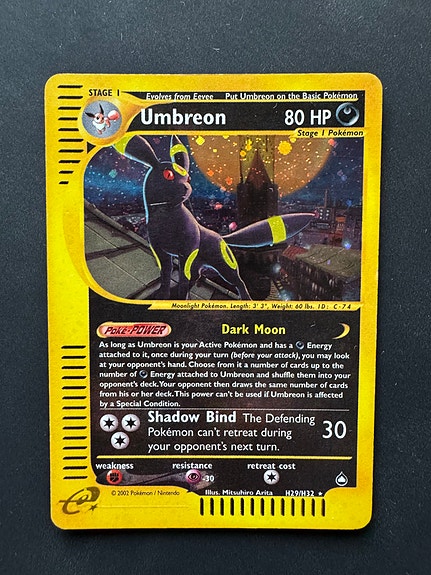 STAGE 1
Evolves from Eevee Put Umbreon on the Basic Pokémon
Umbreon 80 HP
Stage 1 Pokémon
Moonlight Pokémon. Length: 3' 3", Weight: 60 lbs. ID: C-74
Poké-POWER Dark Moon
As long as Umbreon is your Active Pokémon and has a Energy
attached to it, once during your turn (before your attack), you may look
at your opponent's hand. Choose from it a number of cards up to the
number of Energy attached to Umbreon and shuffle them into your
opponent's deck. Your opponent then draws the same number of cards
from his or her deck. This power can't be used if Umbreon is affected
by a Special Condition.
Shadow Bind The Defending
Pokémon can't retreat during
your opponent's next turn.
30
weakness resistance retreat cost
-30
© 2002 Pokémon / Nintendo Illus. Mitsuhiro Arita H29/H32
e